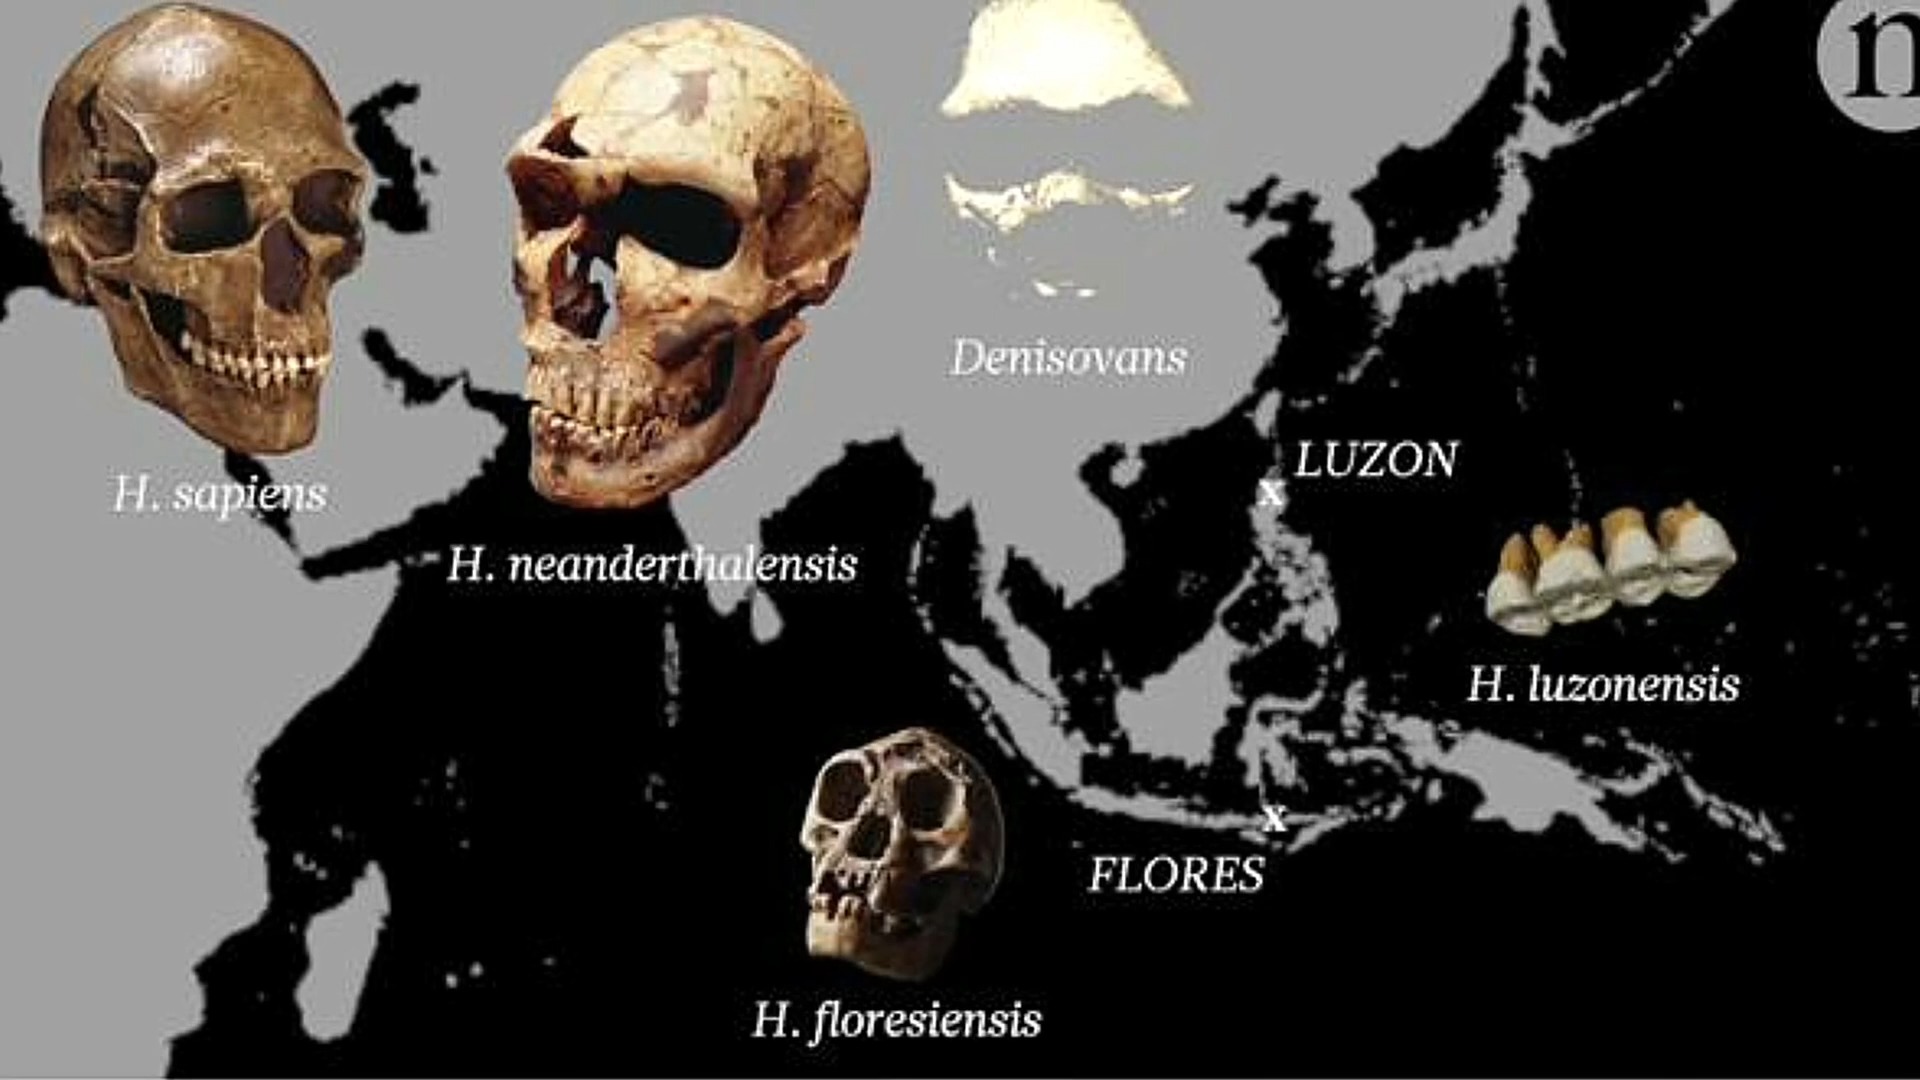 n
Denisovans
LUZON
x
H. sapiens
H. neanderthalensis
H. luzonensis
x
FLORES
H. floresiensis